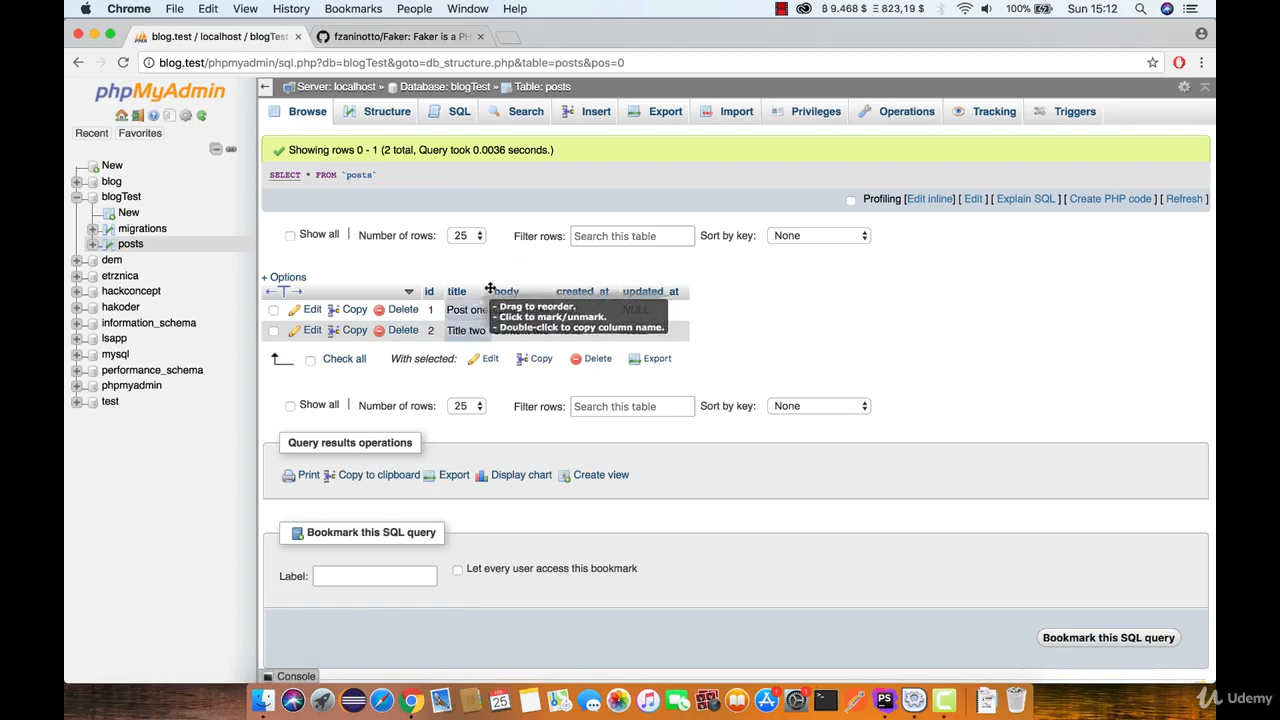 Chrome File Edit View History Bookmarks People Window Help ₿ 9.468 $ Ξ 823,19 $ 100% Sun 15:12
blog.test / localhost / blogTest fzaninotto/Faker: Faker is a PH
blog.test/phpmyadmin/sql.php?db=blogTest&goto=db_structure.php&table=posts&pos=0
phpMyAdmin
Recent Favorites
New
blog
blogTest
New
migrations
posts
dem
etrznica
hackconcept
hakoder
information_schema
lsapp
mysql
performance_schema
phpmyadmin
test
Server: localhost » Database: blogTest » Table: posts
Browse Structure SQL Search Insert Export Import Privileges Operations Tracking Triggers
Showing rows 0 - 1 (2 total, Query took 0.0036 seconds.)
SELECT * FROM `posts`
Profiling [Edit inline] [ Edit ] [ Explain SQL ] [ Create PHP code ] [ Refresh ]
Show all | Number of rows: 25 Filter rows: Search this table Sort by key: None
+ Options
←T→ id title body created_at updated_at
Edit Copy Delete 1 Post one NULL
Edit Copy Delete 2 Title two
- Drag to reorder.
- Click to mark/unmark.
- Double-click to copy column name.
Check all With selected: Edit Copy Delete Export
Show all | Number of rows: 25 Filter rows: Search this table Sort by key: None
Query results operations
Print Copy to clipboard Export Display chart Create view
Bookmark this SQL query
Label: Let every user access this bookmark
Bookmark this SQL query
Console
25
PS
Udemy